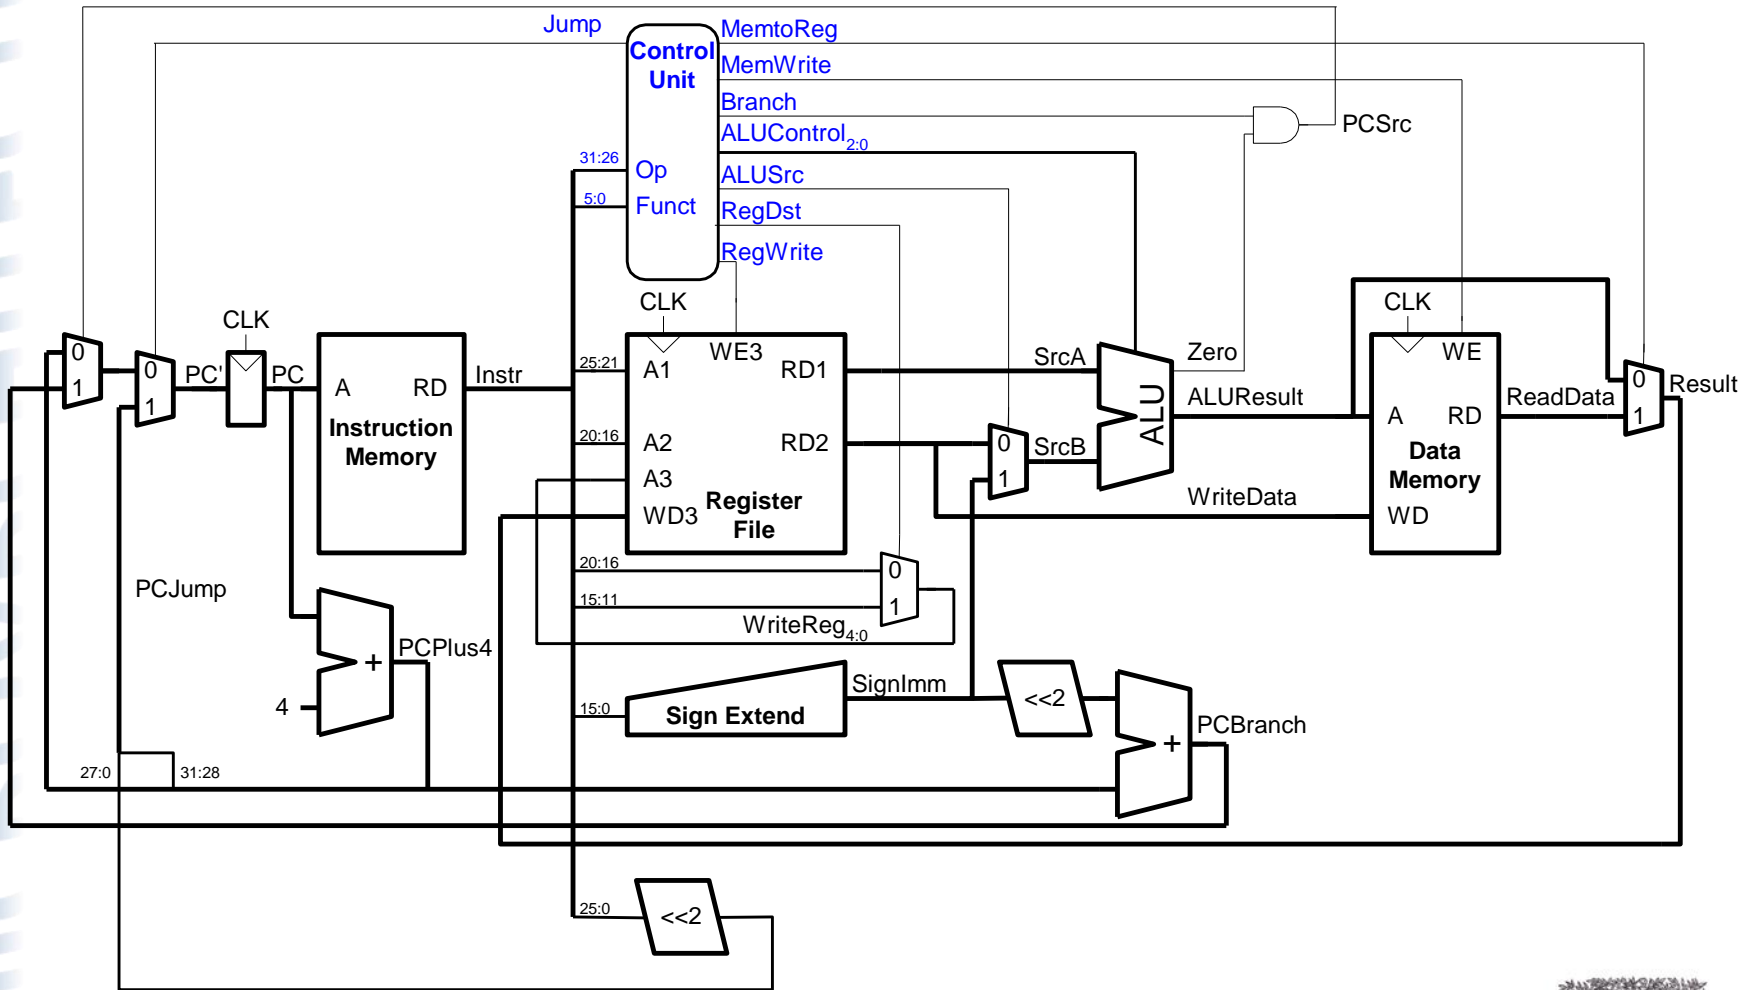 Jump
MemtoReg
Control
Unit
MemWrite
Branch
PCSrc
ALUControl2:0
31:26
Op
ALUSrc
5:0
Funct
RegDst
RegWrite
CLK
CLK
CLK
0
1
0
1
PC'
PC
A
RD
Instr
Instruction
Memory
25:21
A1
WE3
RD1
SrcA
Zero
ALU
ALUResult
WE
A
RD
ReadData
0
1
Result
20:16
A2
RD2
0
1
SrcB
A3
Data
Memory
WD3
Register
File
WriteData
WD
20:16
0
15:11
1
WriteReg4:0
PCJump
PCPlus4
+
4
SignImm
15:0
Sign Extend
<<2
PCBranch
+
27:0
31:28
25:0
<<2